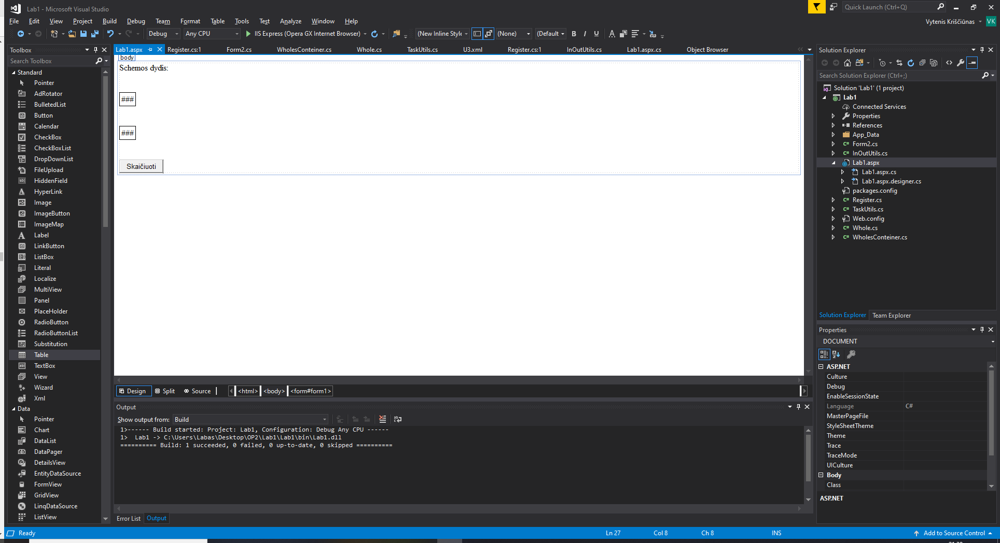 Lab1 - Microsoft Visual Studio
Quick Launch (Ctrl+Q)
File Edit View Project Build Debug Team Format Table Tools Test Analyze Window Help
Vytenis Kriščiūnas VK
Debug Any CPU IIS Express (Opera GX Internet Browser) (New Inline Style (None) (Default B I U A
Toolbox
Search Toolbox
Standard
Pointer
AdRotator
BulletedList
Button
Calendar
CheckBox
CheckBoxList
DropDownList
FileUpload
HiddenField
HyperLink
Image
ImageButton
ImageMap
Label
LinkButton
ListBox
Literal
Localize
MultiView
Panel
PlaceHolder
RadioButton
RadioButtonList
Substitution
Table
TextBox
View
Wizard
Xml
Data
Pointer
Chart
DataList
DataPager
DetailsView
EntityDataSource
FormView
GridView
LinqDataSource
ListView
Lab1.aspx Register.cs:1 Form2.cs WholesConteiner.cs Whole.cs TaskUtils.cs U3.xml Register.cs:1 InOutUtils.cs Lab1.aspx.cs Object Browser
body
Schemos dydis:
###
###
Skaičiuoti
Design Split Source <html> <body> <form#form1>
Output
Show output from: Build
1>------ Build started: Project: Lab1, Configuration: Debug Any CPU ------
1>  Lab1 -> C:\Users\Labas\Desktop\OP2\Lab1\Lab1\bin\Lab1.dll
========== Build: 1 succeeded, 0 failed, 0 up-to-date, 0 skipped ==========
Error List Output
Solution Explorer
Search Solution Explorer (Ctrl+;)
Solution 'Lab1' (1 project)
Lab1
Connected Services
Properties
References
App_Data
C# Form2.cs
C# InOutUtils.cs
Lab1.aspx
Lab1.aspx.cs
Lab1.aspx.designer.cs
packages.config
C# Register.cs
C# TaskUtils.cs
Web.config
C# Whole.cs
C# WholesConteiner.cs
Solution Explorer Team Explorer
Properties
DOCUMENT
ASP.NET
Culture
Debug
EnableSessionState
Language C#
MasterPageFile
StyleSheetTheme
Theme
Trace
TraceMode
UICulture
Body
Class
ASP.NET
Ready Ln 27 Col 8 Ch 8 INS Add to Source Control